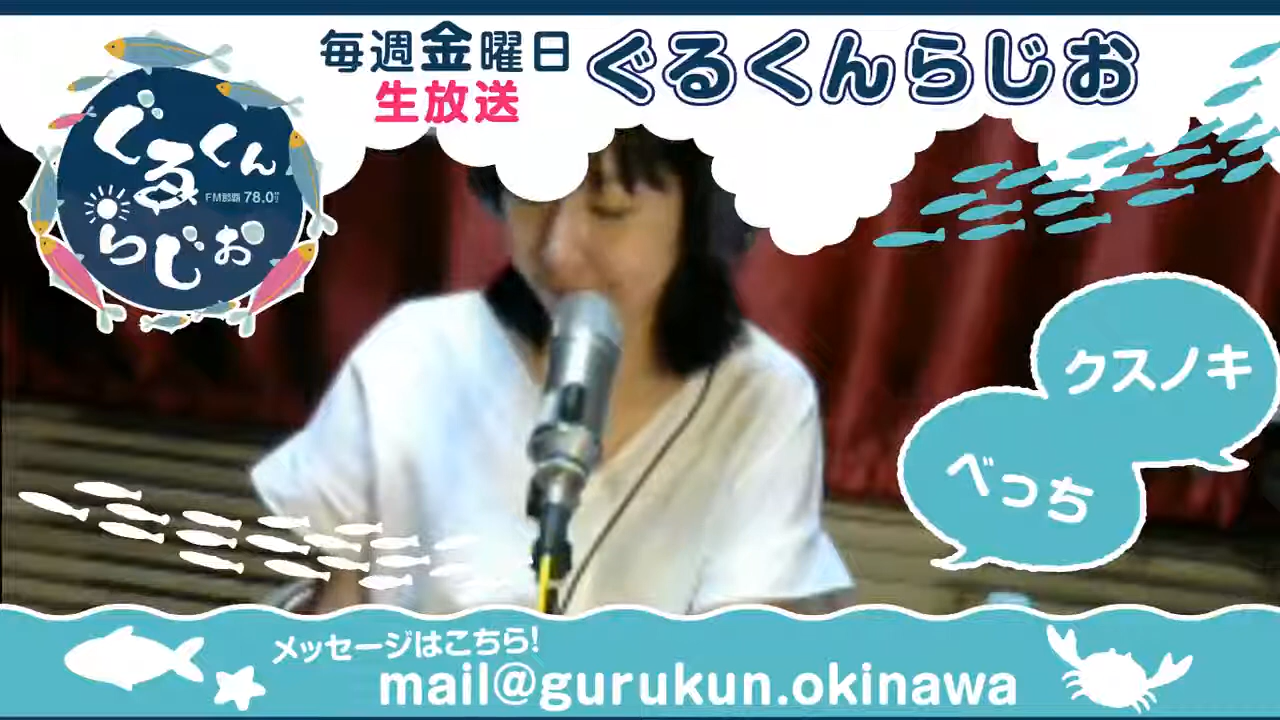 毎週金曜日
生放送
ぐるくんらじお
ぐるくん
FM那覇 78.0
らじお
クスノキ
べっち
メッセージはこちら!
mail@gurukun.okinawa